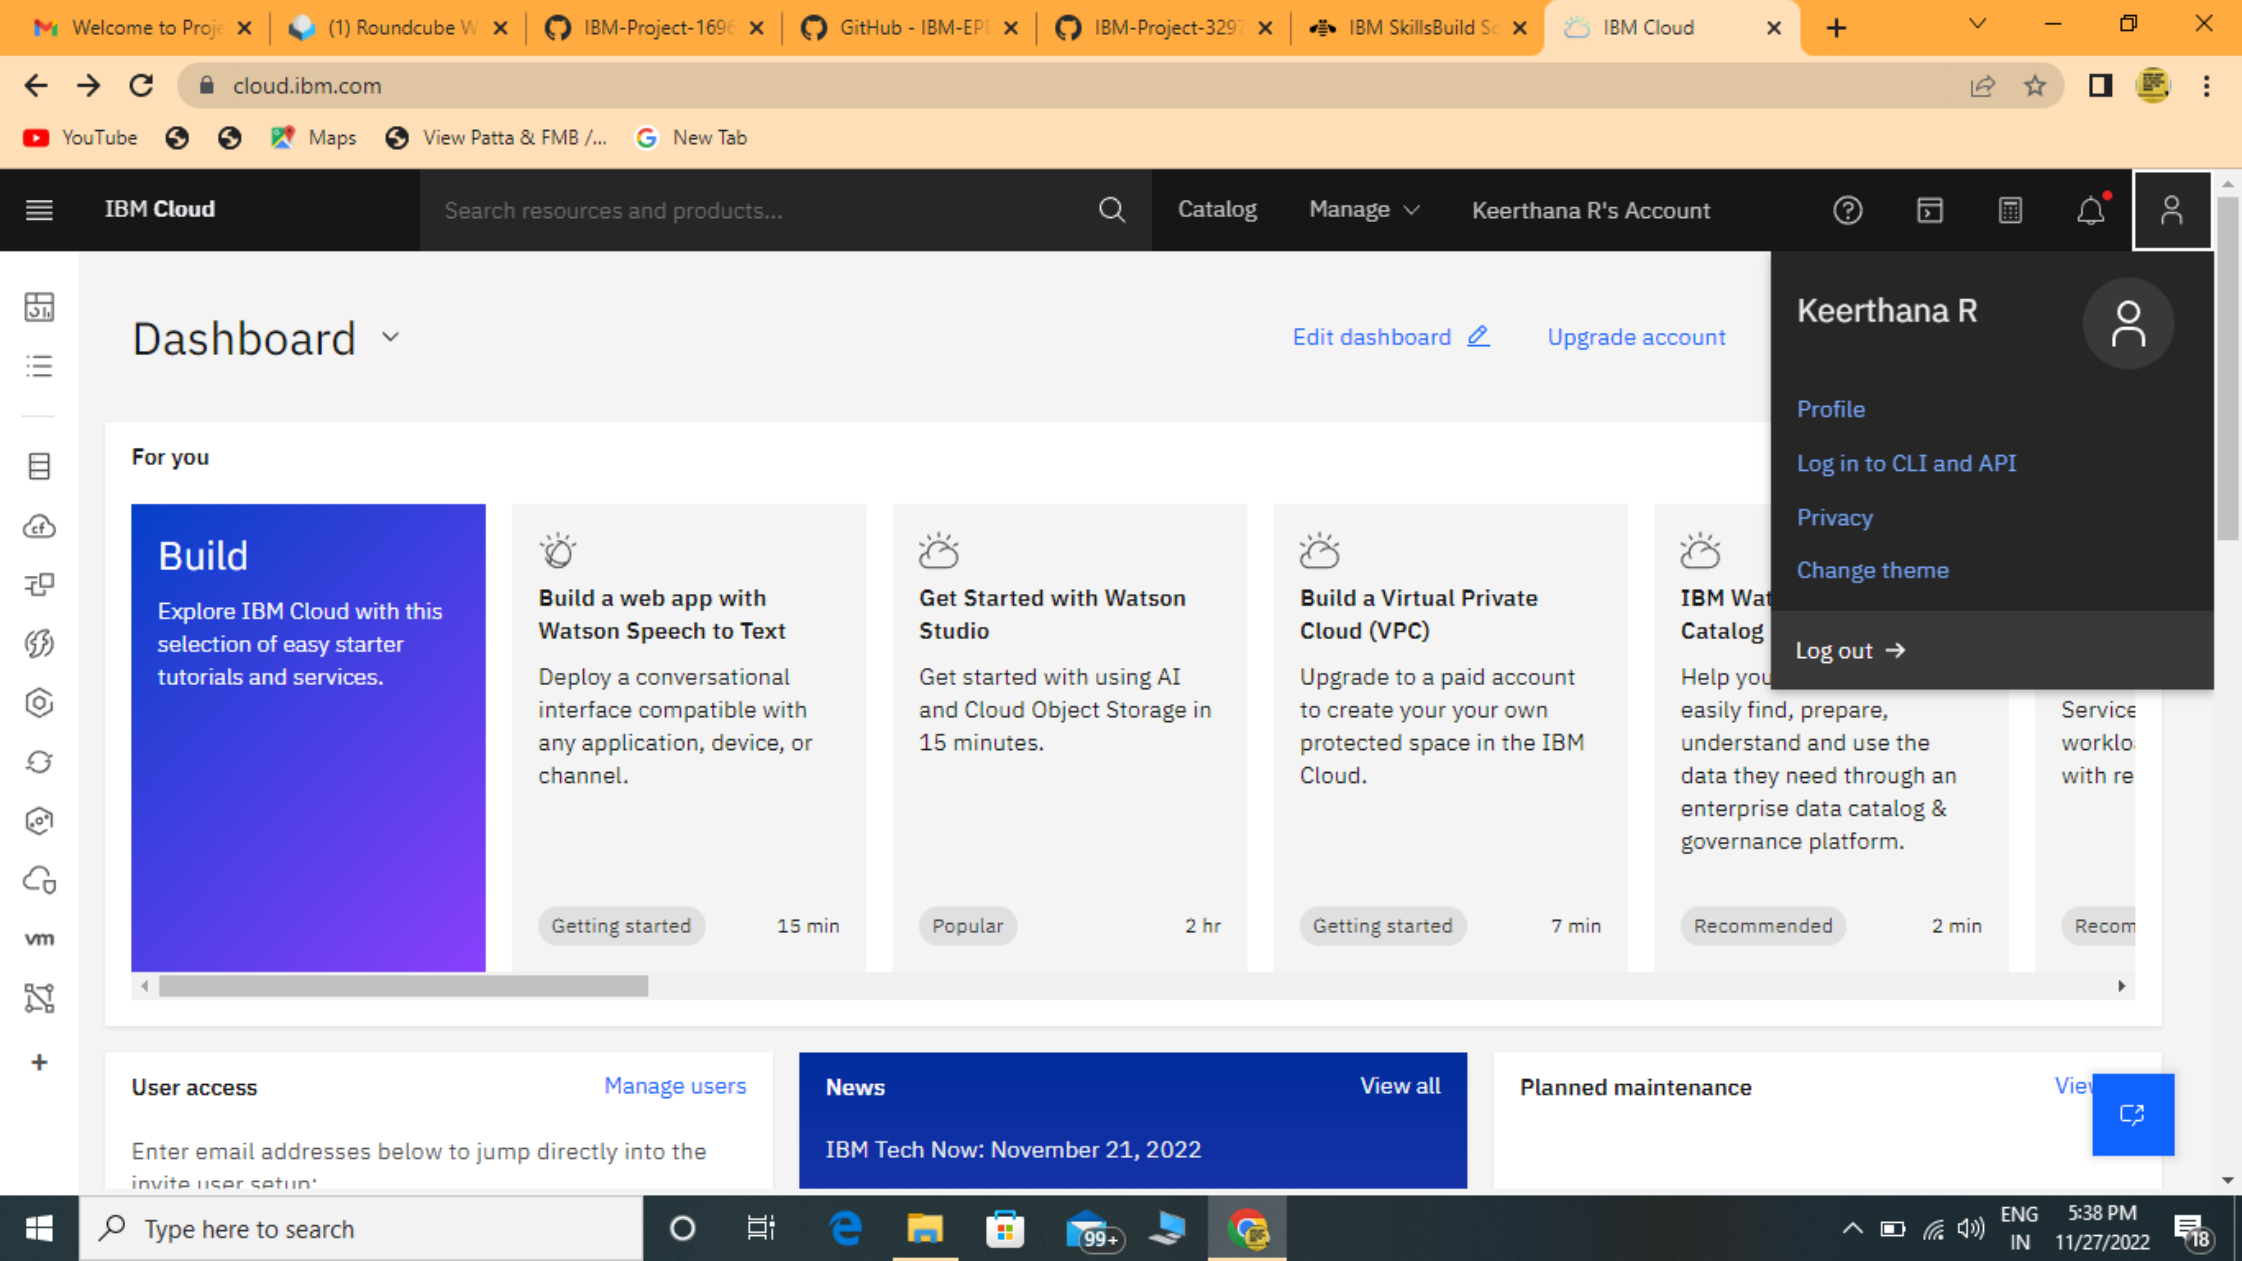 Welcome to Proje
(1) Roundcube W
IBM-Project-1696
GitHub - IBM-EPB
IBM-Project-3297
IBM SkillsBuild So
IBM Cloud
cloud.ibm.com
YouTube
Maps
View Patta & FMB /...
New Tab
IBM Cloud
Search resources and products...
Catalog
Manage
Keerthana R's Account
Dashboard
Edit dashboard
Upgrade account
Keerthana R
Profile
Log in to CLI and API
Privacy
Change theme
Log out →
For you
Build
Explore IBM Cloud with this
selection of easy starter
tutorials and services.
Build a web app with
Watson Speech to Text
Deploy a conversational
interface compatible with
any application, device, or
channel.
Getting started
15 min
Get Started with Watson
Studio
Get started with using AI
and Cloud Object Storage in
15 minutes.
Popular
2 hr
Build a Virtual Private
Cloud (VPC)
Upgrade to a paid account
to create your your own
protected space in the IBM
Cloud.
Getting started
7 min
IBM Wat
Catalog
Help you
easily find, prepare,
understand and use the
data they need through an
enterprise data catalog &
governance platform.
Recommended
2 min
Service
worklo
with re
Recom
cf
vm
User access
Manage users
Enter email addresses below to jump directly into the
invite user setup:
News
View all
IBM Tech Now: November 21, 2022
Planned maintenance
View
Type here to search
99+
ENG
IN
5:38 PM
11/27/2022
18